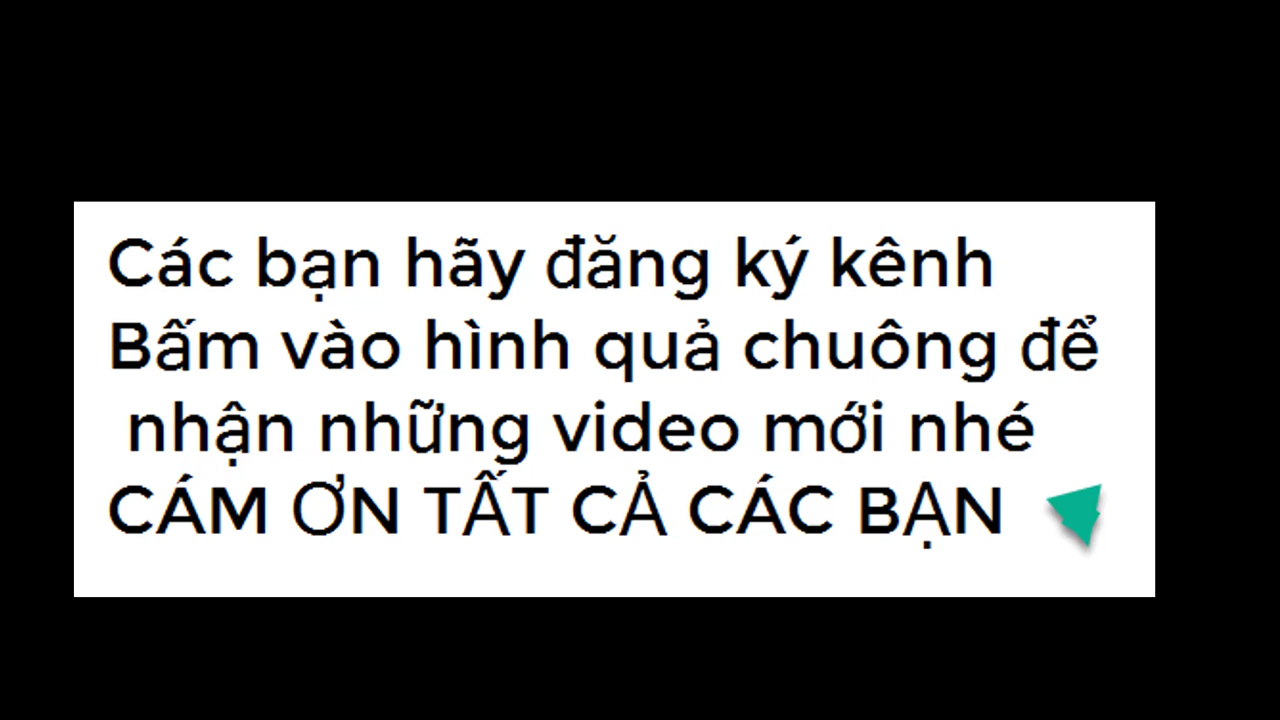 Các bạn hãy đăng ký kênh
Bấm vào hình quả chuông để
nhận những video mới nhé
CÁM ƠN TẤT CẢ CÁC BẠN